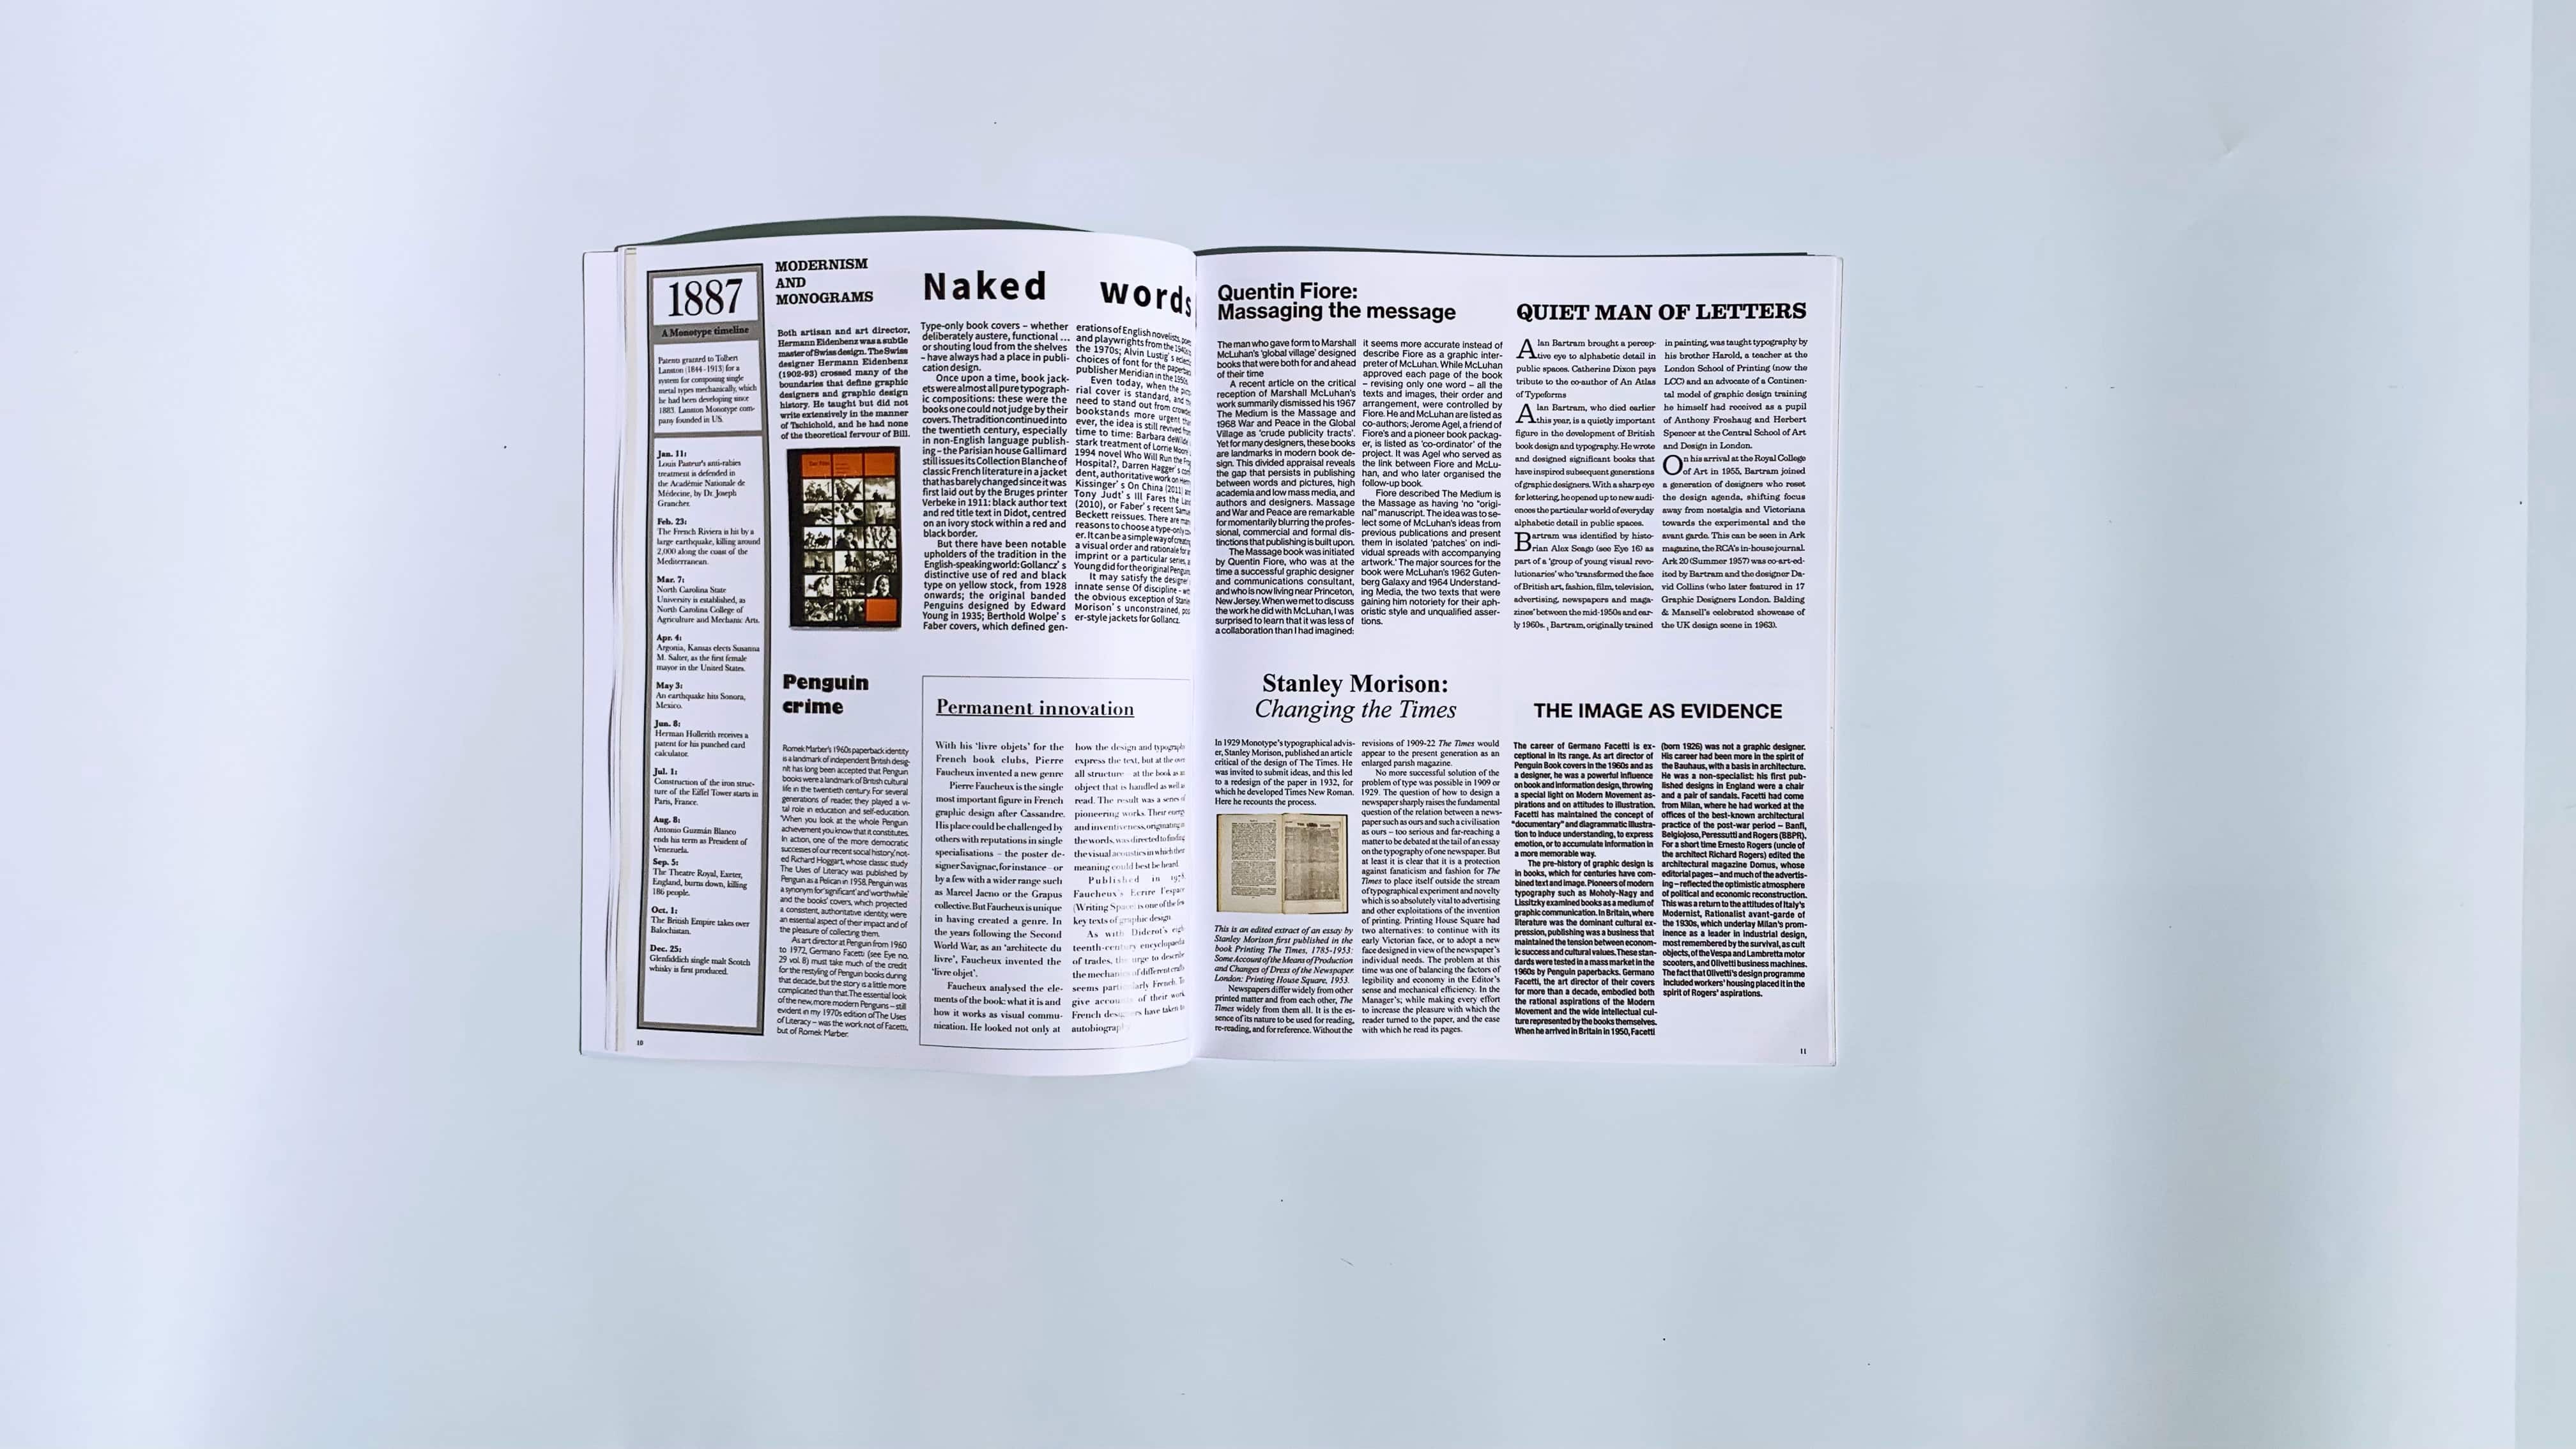 1887
A Monotype timeline
Patents granted to Tolbert
Lanston (1844-1913) for a
system for composing single
metal types mechanically, which
he had been developing since
1883. Lanston Monotype com-
pany founded in US.
Jan. 11:
Louis Pasteur's anti-rabies
treatment is defended in
the Académie Nationale de
Médecine, by Dr. Joseph
Grancher.
Feb. 23:
The French Riviera is hit by a
large earthquake, killing around
2,000 along the coast of the
Mediterranean.
Mar. 7:
North Carolina State
University is established, as
North Carolina College of
Agriculture and Mechanic Arts.
Apr. 4:
Argonia, Kansas elects Susanna
M. Salter, as the first female
mayor in the United States.
May 3:
An earthquake hits Sonora,
Mexico.
Jun. 8:
Herman Hollerith receives a
patent for his punched card
calculator.
Jul. 1:
Construction of the iron struc-
ture of the Eiffel Tower starts in
Paris, France.
Aug. 8:
Antonio Guzmán Blanco
ends his term as President of
Venezuela.
Sep. 5:
The Theatre Royal, Exeter,
England, burns down, killing
186 people.
Oct. 1:
The British Empire takes over
Balochistan.
Dec. 25:
Glenfiddich single malt Scotch
whisky is first produced.
10
MODERNISM
AND
MONOGRAMS
Both artisan and art director,
Hermann Eidenbenz was a subtle
master of Swiss design. The Swiss
designer Hermann Eidenbenz
(1902-93) crossed many of the
boundaries that define graphic
designers and graphic design
history. He taught but did not
write extensively in the manner
of Tschichold, and he had none
of the theoretical fervour of Bill.
Penguin
crime
Romek Marber's 1960s paperback identity
is a landmark of independent British desig-
nIt has long been accepted that Penguin
books were a landmark of British cultural
life in the twentieth century. For several
generations of reader, they played a vi-
tal role in education and self-education.
'When you look at the whole Penguin
achievement you know that it constitutes,
in action, one of the more democratic
successes of our recent social history,' not-
ed Richard Hoggart, whose classic study
The Uses of Literacy was published by
Penguin as a Pelican in 1958. Penguin was
a synonym for 'significant' and 'worthwhile'
and the books' covers, which projected
a consistent, authoritative identity, were
an essential aspect of their impact and of
the pleasure of collecting them.
As art director at Penguin from 1960
to 1972, Germano Facetti (see Eye no.
29 vol. 8) must take much of the credit
for the restyling of Penguin books during
that decade, but the story is a little more
complicated than that. The essential look
of the new, more modern Penguins – still
evident in my 1970s edition of The Uses
of Literacy – was the work not of Facetti,
but of Romek Marber.
Naked words
Type-only book covers – whether
deliberately austere, functional ...
or shouting loud from the shelves
– have always had a place in publi-
cation design.
Once upon a time, book jack-
ets were almost all pure typograph-
ic compositions: these were the
books one could not judge by their
covers. The tradition continued into
the twentieth century, especially
in non-English language publish-
ing – the Parisian house Gallimard
still issues its Collection Blanche of
classic French literature in a jacket
that has barely changed since it was
first laid out by the Bruges printer
Verbeke in 1911: black author text
and red title text in Didot, centred
on an ivory stock within a red and
black border.
But there have been notable
upholders of the tradition in the
English-speaking world: Gollancz's
distinctive use of red and black
type on yellow stock, from 1928
onwards; the original banded
Penguins designed by Edward
Young in 1935; Berthold Wolpe's
Faber covers, which defined gen-
erations of English novelists, poets
and playwrights from the 1940s to
the 1970s; Alvin Lustig's eclectic
choices of font for the paperback
publisher Meridian in the 1950s.
Even today, when the
rial cover is standard, and
need to stand out from crowded
bookstands more urgent
ever, the idea is still revived from
time to time: Barbara deWilde's
stark treatment of Lorrie Moore's
1994 novel Who Will Run the Frog
Hospital?, Darren Hagger's
dent, authoritative work on Henry
Kissinger's On China (2011) and
Tony Judt's Ill Fares the Land
(2010), or Faber's recent Samuel
Beckett reissues. There are many
reasons to choose a type-only
er. It can be a simple way of creating
a visual order and rationale for
imprint or a particular series, as
Young did for the original Penguins.
It may satisfy the designer's
innate sense Of discipline – with
the obvious exception of Stanley
Morison's unconstrained,
er-style jackets for Gollancz.
Permanent innovation
With his 'livre objets' for the
French book clubs, Pierre
Faucheux invented a new genre
Pierre Faucheux is the single
most important figure in French
graphic design after Cassandre.
His place could be challenged by
others with reputations in single
specialisations – the poster de-
signer Savignac, for instance – or
by a few with a wider range such
as Marcel Jacno or the Grapus
collective. But Faucheux is unique
in having created a genre. In
the years following the Second
World War, as an 'architecte du
livre', Faucheux invented the
'livre objet'.
Faucheux analysed the ele-
ments of the book: what it is and
how it works as visual commu-
nication. He looked not only at
how the design and typography
express the text, but at the over
all structure – at the book as an
object that is handled as well as
read. The result was a series of
pioneering works. Their energy
and inventiveness, originating in
the words, was directed to finding
the visual acoustics in which their
meaning could best be heard.
Published in 1978,
Faucheux's Écrire l'espace
(Writing Space) is one of the few
key texts of graphic design.
As with Diderot's eigh
teenth-century encyclopaedia
of trades, the urge to describe
the mechanics of different crafts
seems particularly French. To
give account of their work
French designers have taken to
autobiography
Quentin Fiore:
Massaging the message
The man who gave form to Marshall
McLuhan's 'global village' designed
books that were both for and ahead
of their time
A recent article on the critical
reception of Marshall McLuhan's
work summarily dismissed his 1967
The Medium is the Massage and
1968 War and Peace in the Global
Village as 'crude publicity tracts'.
Yet for many designers, these books
are landmarks in modern book de-
sign. This divided appraisal reveals
the gap that persists in publishing
between words and pictures, high
academia and low mass media, and
authors and designers. Massage
and War and Peace are remarkable
for momentarily blurring the profes-
sional, commercial and formal dis-
tinctions that publishing is built upon.
The Massage book was initiated
by Quentin Fiore, who was at the
time a successful graphic designer
and communications consultant,
and who is now living near Princeton,
New Jersey. When we met to discuss
the work he did with McLuhan, I was
surprised to learn that it was less of
a collaboration than I had imagined:
it seems more accurate instead of
describe Fiore as a graphic inter-
preter of McLuhan. While McLuhan
approved each page of the book
– revising only one word – all the
texts and images, their order and
arrangement, were controlled by
Fiore. He and McLuhan are listed as
co-authors; Jerome Agel, a friend of
Fiore's and a pioneer book packag-
er, is listed as 'co-ordinator' of the
project. It was Agel who served as
the link between Fiore and McLu-
han, and who later organised the
follow-up book.
Fiore described The Medium is
the Massage as having 'no "origi-
nal" manuscript. The idea was to se-
lect some of McLuhan's ideas from
previous publications and present
them in isolated 'patches' on indi-
vidual spreads with accompanying
artwork.' The major sources for the
book were McLuhan's 1962 Guten-
berg Galaxy and 1964 Understand-
ing Media, the two texts that were
gaining him notoriety for their aph-
oristic style and unqualified asser-
tions.
QUIET MAN OF LETTERS
Alan Bartram brought a percep-
tive eye to alphabetic detail in
public spaces. Catherine Dixon pays
tribute to the co-author of An Atlas
of Typeforms
Alan Bartram, who died earlier
this year, is a quietly important
figure in the development of British
book design and typography. He wrote
and designed significant books that
have inspired subsequent generations
of graphic designers. With a sharp eye
for lettering, he opened up to new audi-
ences the particular world of everyday
alphabetic detail in public spaces.
Bartram was identified by histo-
rian Alex Seago (see Eye 16) as
part of a 'group of young visual revo-
lutionaries' who 'transformed the face
of British art, fashion, film, television,
advertising, newspapers and maga-
zines' between the mid-1950s and ear-
ly 1960s. , Bartram, originally trained
in painting, was taught typography by
his brother Harold, a teacher at the
London School of Printing (now the
LCC) and an advocate of a Continen-
tal model of graphic design training
he himself had received as a pupil
of Anthony Froshaug and Herbert
Spencer at the Central School of Art
and Design in London.
On his arrival at the Royal College
of Art in 1955, Bartram joined
a generation of designers who reset
the design agenda, shifting focus
away from nostalgia and Victoriana
towards the experimental and the
avant garde. This can be seen in Ark
magazine, the RCA's in-house journal.
Ark 20 (Summer 1957) was co-art-ed-
ited by Bartram and the designer Da-
vid Collins (who later featured in 17
Graphic Designers London. Balding
& Mansell's celebrated showcase of
the UK design scene in 1963).
Stanley Morison:
Changing the Times
In 1929 Monotype's typographical advis-
er, Stanley Morison, published an article
critical of the design of The Times. He
was invited to submit ideas, and this led
to a redesign of the paper in 1932, for
which he developed Times New Roman.
Here he recounts the process.
This is an edited extract of an essay by
Stanley Morison first published in the
book Printing The Times, 1785-1953:
Some Account of the Means of Production
and Changes of Dress of the Newspaper.
London: Printing House Square, 1953.
Newspapers differ widely from other
printed matter and from each other, The
Times widely from them all. It is the es-
sence of its nature to be used for reading,
re-reading, and for reference. Without the
revisions of 1909-22 The Times would
appear to the present generation as an
enlarged parish magazine.
No more successful solution of the
problem of type was possible in 1909 or
1929. The question of how to design a
newspaper sharply raises the fundamental
question of the relation between a news-
paper such as ours and such a civilisation
as ours – too serious and far-reaching a
matter to be debated at the tail of an essay
on the typography of one newspaper. But
at least it is clear that it is a protection
against fanaticism and fashion for The
Times to place itself outside the stream
of typographical experiment and novelty
which is so absolutely vital to advertising
and other exploitations of the invention
of printing. Printing House Square had
two alternatives: to continue with its
early Victorian face, or to adopt a new
face designed in view of the newspaper's
individual needs. The problem at this
time was one of balancing the factors of
legibility and economy in the Editor's
sense and mechanical efficiency. In the
Manager's; while making every effort
to increase the pleasure with which the
reader turned to the paper, and the ease
with which he read its pages.
THE IMAGE AS EVIDENCE
The career of Germano Facetti is ex-
ceptional in its range. As art director of
Penguin Book covers in the 1960s and as
a designer, he was a powerful influence
on book and information design, throwing
a special light on Modern Movement as-
pirations and on attitudes to illustration.
Facetti has maintained the concept of
"documentary" and diagrammatic illustra-
tion to induce understanding, to express
emotion, or to accumulate information in
a more memorable way.
The pre-history of graphic design is
in books, which for centuries have com-
bined text and image. Pioneers of modern
typography such as Moholy-Nagy and
Lissitzky examined books as a medium of
graphic communication. In Britain, where
literature was the dominant cultural ex-
pression, publishing was a business that
maintained the tension between econom-
ic success and cultural values. These stan-
dards were tested in a mass market in the
1960s by Penguin paperbacks. Germano
Facetti, the art director of their covers
for more than a decade, embodied both
the rational aspirations of the Modern
Movement and the wide intellectual cul-
ture represented by the books themselves.
When he arrived in Britain in 1950, Facetti
(born 1926) was not a graphic designer.
His career had been more in the spirit of
the Bauhaus, with a basis in architecture.
He was a non-specialist: his first pub-
lished designs in England were a chair
and a pair of sandals. Facetti had come
from Milan, where he had worked at the
offices of the best-known architectural
practice of the post-war period – Banfi,
Belgiojoso, Peressutti and Rogers (BBPR).
For a short time Ernesto Rogers (uncle of
the architect Richard Rogers) edited the
architectural magazine Domus, whose
editorial pages – and much of the advertis-
ing – reflected the optimistic atmosphere
of political and economic reconstruction.
This was a return to the attitudes of Italy's
Modernist, Rationalist avant-garde of
the 1930s, which underlay Milan's prom-
inence as a leader in industrial design,
most remembered by the survival, as cult
objects, of the Vespa and Lambretta motor
scooters, and Olivetti business machines.
The fact that Olivetti's design programme
included workers' housing placed it in the
spirit of Rogers' aspirations.
11